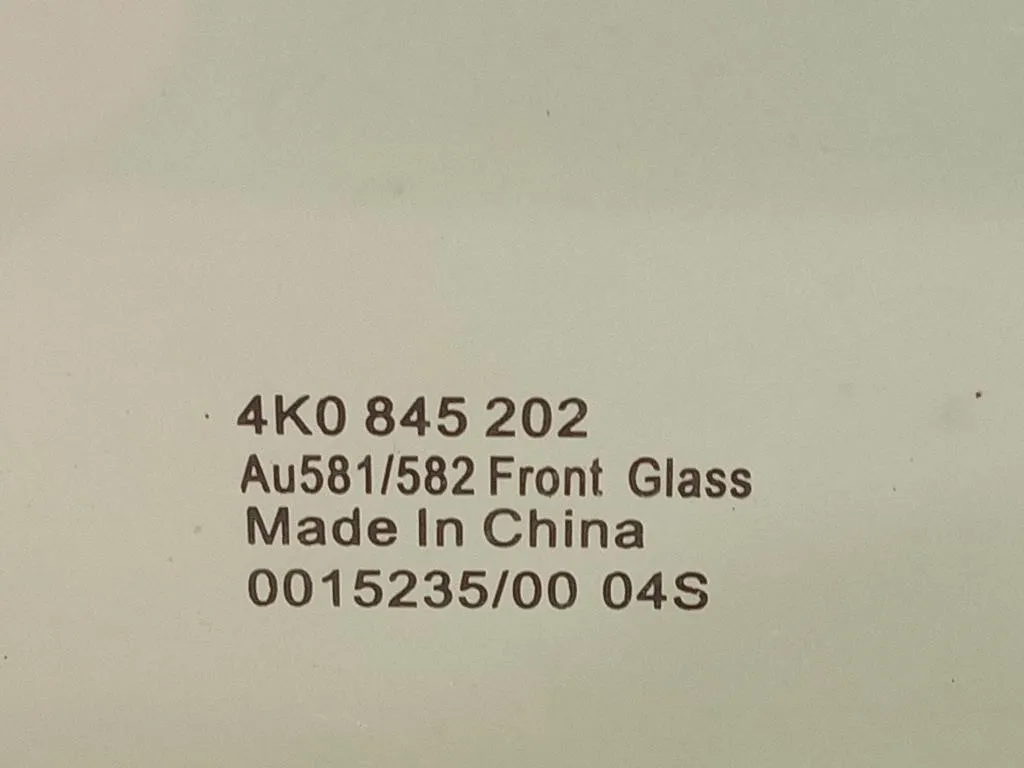 4K0 845 202
Au581/582 Front Glass
Made In China
0015235/00 04S